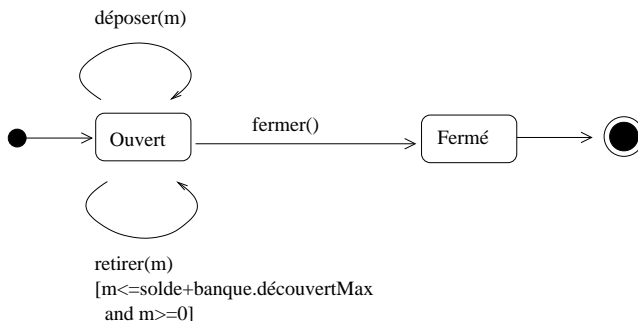 déposer(m)
Ouvert
fermer()
Fermé
retirer(m)
[m<=solde+banque.découvertMax
and m>=0]